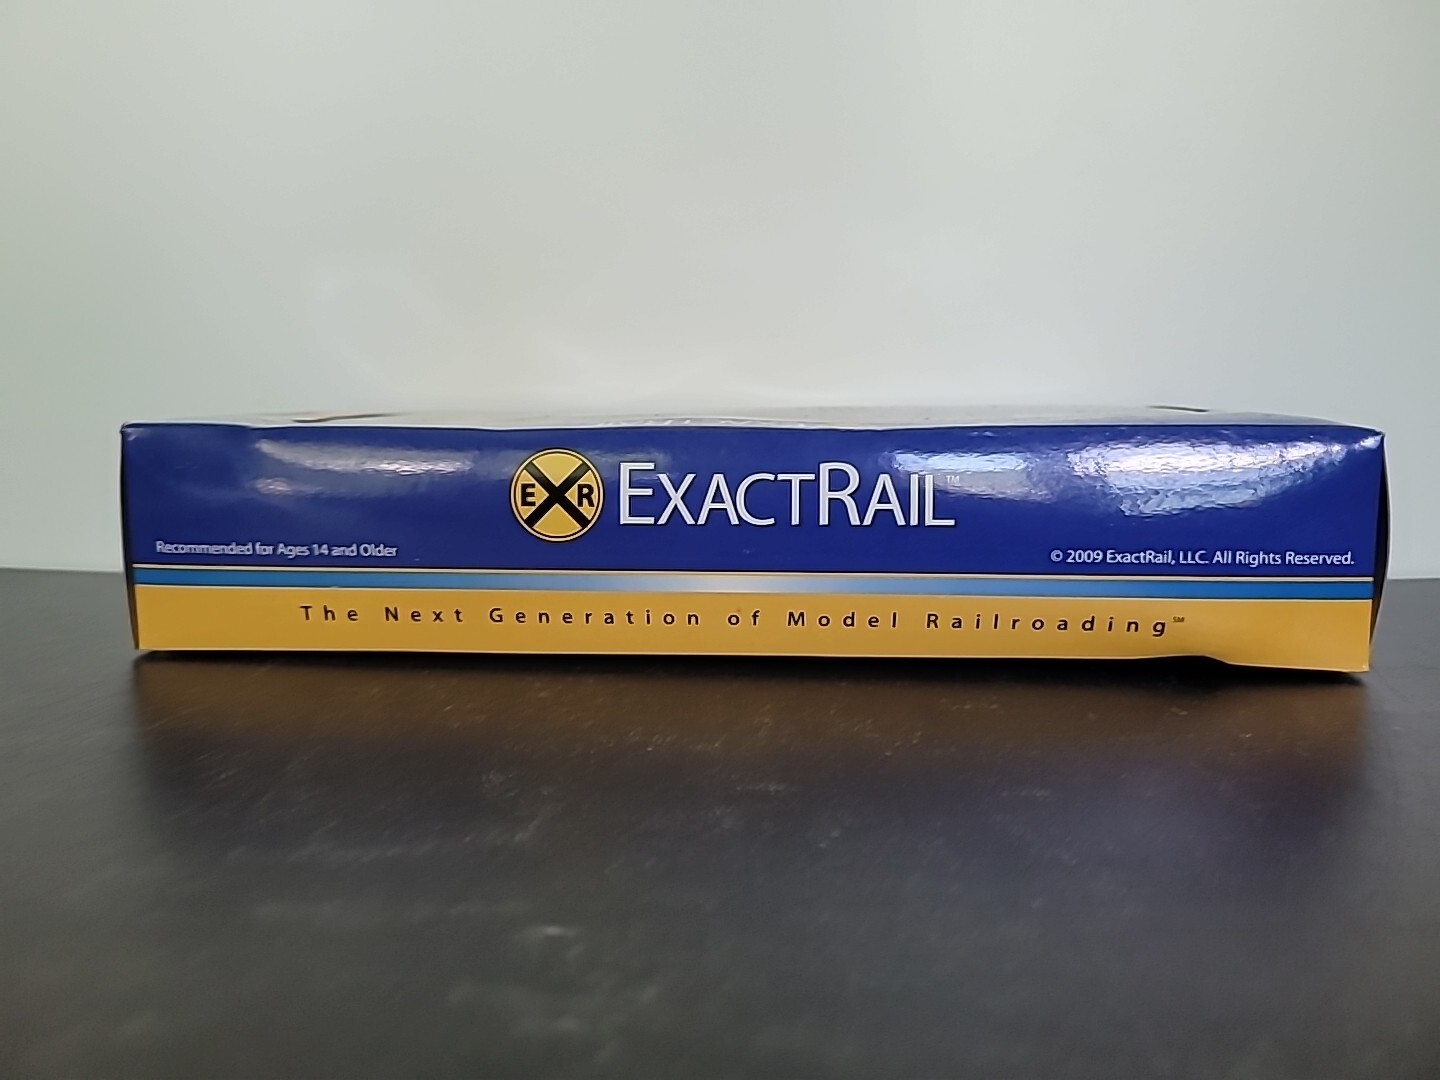 EXR EXACTRAIL™
Recommended for Ages 14 and Older
© 2009 ExactRail, LLC. All Rights Reserved.
The Next Generation of Model Railroading℠